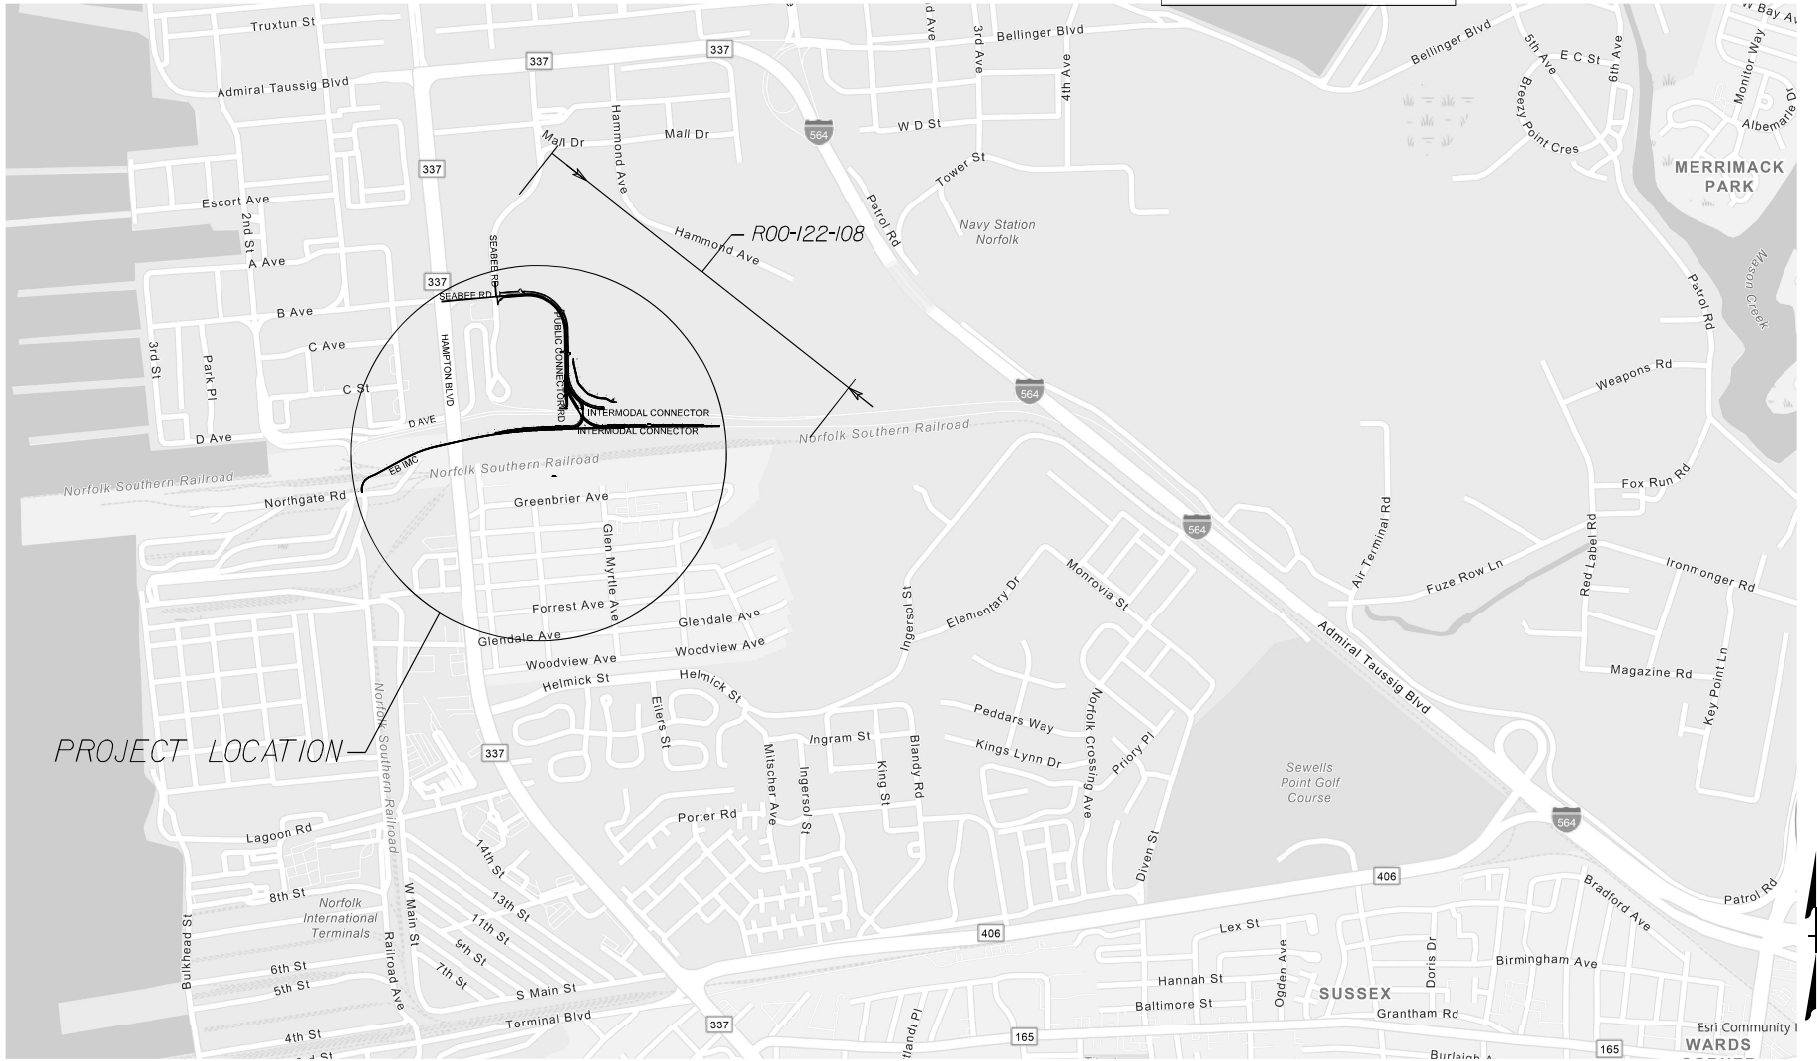 Truxtun St
Admiral Taussig Blvd
337
337
Bellinger Blvd
3rd Ave
4th Ave
Bellinger Blvd
5th Ave
E C St
6th Ave
Breezy Point Cres
Monitor Way
Albemarle Dr
MERRIMACK
PARK
Mall Dr
Hammond Ave
Mall Dr
564
W D St
Tower St
337
Patrol Rd
Navy Station
Norfolk
Escort Ave
2nd St
A Ave
B Ave
C Ave
C St
D Ave
3rd St
Park Pl
R00-122-108
Hammond Ave
SEABEE RD
337
SEABEE RD
HAMPTON BLVD
PUBLIC CONNECTOR RD
INTERMODAL CONNECTOR
INTERMODAL CONNECTOR
D AVE
EB IMC
Norfolk Southern Railroad
Norfolk Southern Railroad
Norfolk Southern Railroad
Northgate Rd
Greenbrier Ave
Glen Myrtle Ave
Forrest Ave
Glendale Ave
Glendale Ave
Woodview Ave
Woodview Ave
Helmick St
Helmick St
Eilers St
564
Mason Creek
Patrol Rd
Weapons Rd
Fox Run Rd
564
Air Terminal Rd
Red Label Rd
Fuze Row Ln
Ironmonger Rd
Magazine Rd
Key Point Ln
Admiral Taussig Blvd
Monrovia St
Elementary Dr
Ingersol St
PROJECT LOCATION
Norfolk Southern Railroad
337
Ingram St
Mitscher Ave
Ingersol St
King St
Blandy Rd
Peddars Way
Kings Lynn Dr
Norfolk Crossing Ave
Priory Pl
Diven St
Sewells
Point Golf
Course
564
Porter Rd
Lagoon Rd
14th St
13th St
11th St
9th St
7th St
8th St
Norfolk
International
Terminals
W Main St
Railroad Ave
Bulkhead St
6th St
5th St
4th St
S Main St
Terminal Blvd
337
406
406
Bradford Ave
Patrol Rd
Lex St
Ogden Ave
Doris Dr
Birmingham Ave
Hannah St
Baltimore St
SUSSEX
Grantham Rd
165
165
Esri Community
WARDS